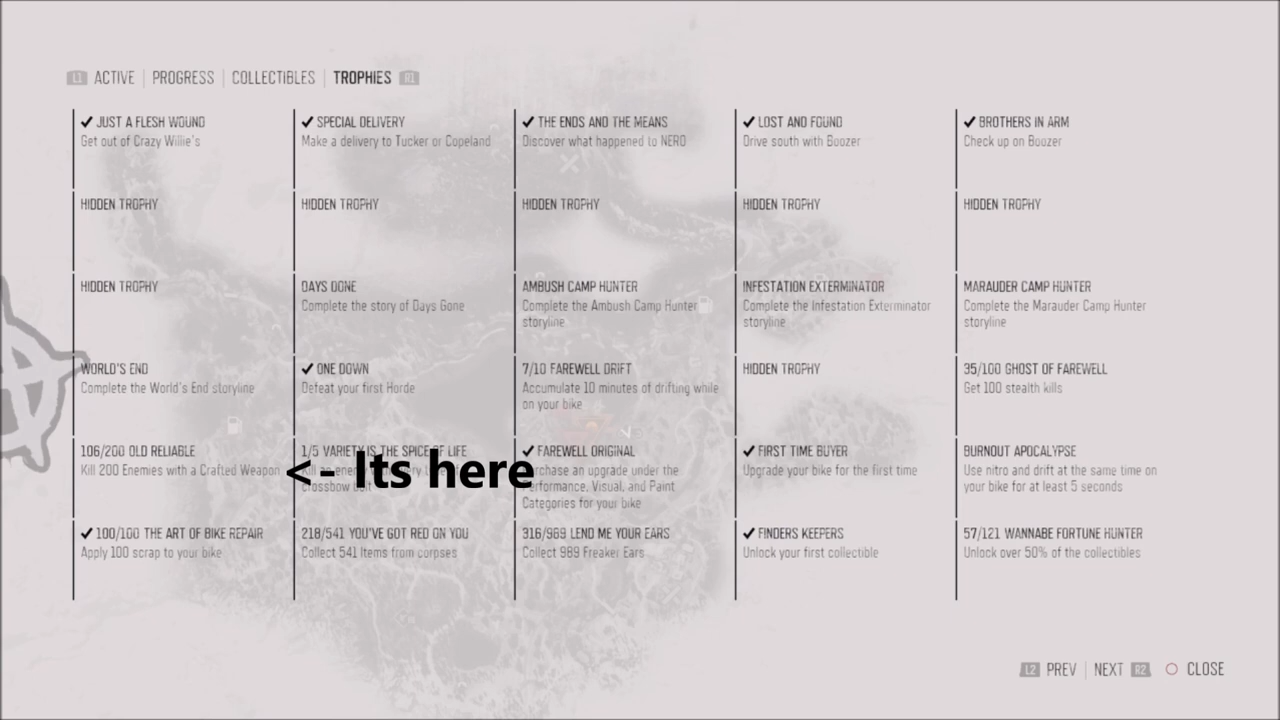 L1 ACTIVE | PROGRESS | COLLECTIBLES | TROPHIES R1
✔ JUST A FLESH WOUND
Get out of Crazy Willie's
✔ SPECIAL DELIVERY
Make a delivery to Tucker or Copeland
✔ THE ENDS AND THE MEANS
Discover what happened to NERO
✔ LOST AND FOUND
Drive south with Boozer
✔ BROTHERS IN ARM
Check up on Boozer
HIDDEN TROPHY
HIDDEN TROPHY
HIDDEN TROPHY
HIDDEN TROPHY
HIDDEN TROPHY
HIDDEN TROPHY
DAYS DONE
Complete the story of Days Gone
AMBUSH CAMP HUNTER
Complete the Ambush Camp Hunter
storyline
INFESTATION EXTERMINATOR
Complete the Infestation Exterminator
storyline
MARAUDER CAMP HUNTER
Complete the Marauder Camp Hunter
storyline
WORLD'S END
Complete the World's End storyline
✔ ONE DOWN
Defeat your first Horde
7/10 FAREWELL DRIFT
Accumulate 10 minutes of drifting while
on your bike
HIDDEN TROPHY
35/100 GHOST OF FAREWELL
Get 100 stealth kills
106/200 OLD RELIABLE
Kill 200 Enemies with a Crafted Weapon
1/5 VARIETY IS THE SPICE OF LIFE
Kill an enemy
crossbow bolt
<- Its here
✔ FAREWELL ORIGINAL
Purchase an upgrade under the
Performance, Visual, and Paint
Categories for your bike
✔ FIRST TIME BUYER
Upgrade your bike for the first time
BURNOUT APOCALYPSE
Use nitro and drift at the same time on
your bike for at least 5 seconds
✔ 100/100 THE ART OF BIKE REPAIR
Apply 100 scrap to your bike
218/541 YOU'VE GOT RED ON YOU
Collect 541 Items from corpses
316/989 LEND ME YOUR EARS
Collect 989 Freaker Ears
✔ FINDERS KEEPERS
Unlock your first collectible
57/121 WANNABE FORTUNE HUNTER
Unlock over 50% of the collectibles
L2 PREV | NEXT R2 ○ CLOSE